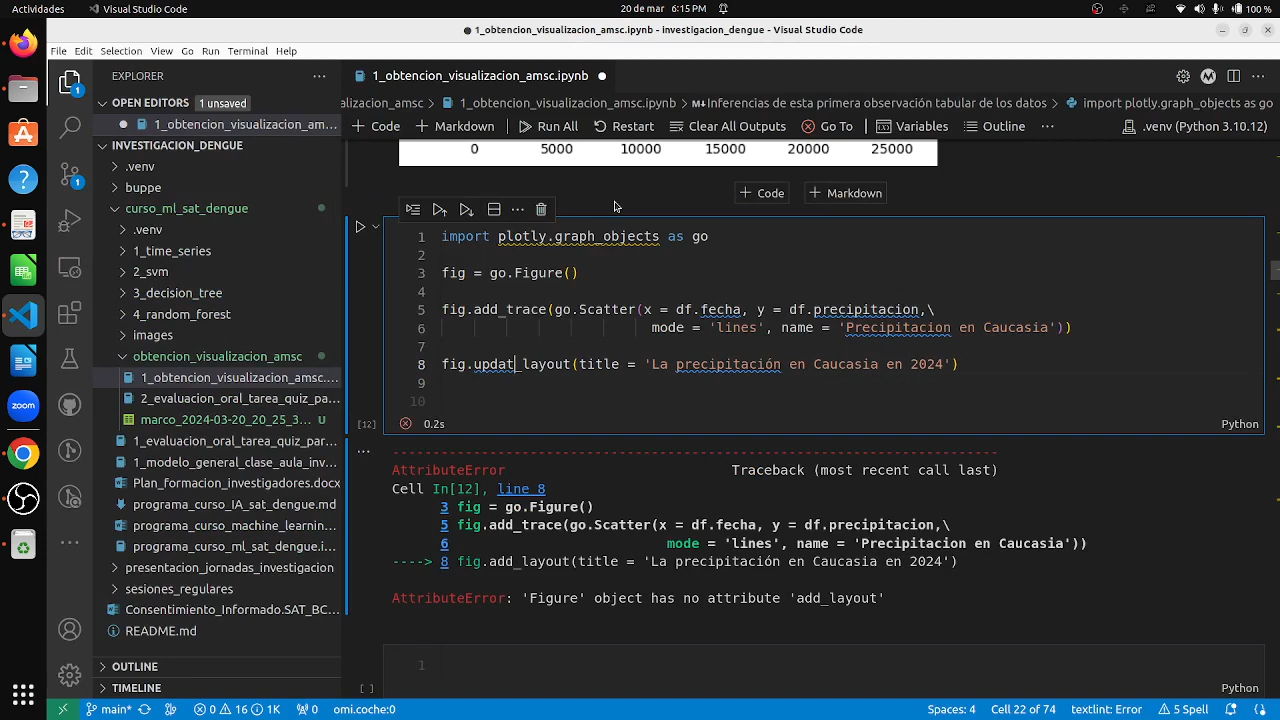 Actividades
Visual Studio Code
20 de mar 6:15 PM
100 %
1_obtencion_visualizacion_amsc.ipynb - investigacion_dengue - Visual Studio Code
File Edit Selection View Go Run Terminal Help
EXPLORER
1_obtencion_visualizacion_amsc.ipynb
OPEN EDITORS 1 unsaved
alizacion_amsc > 1_obtencion_visualizacion_amsc.ipynb > M↓Inferencias de esta primera observación tabular de los datos > import plotly.graph_objects as go
1_obtencion_visualizacion_am...
+ Code + Markdown Run All Restart Clear All Outputs Go To Variables Outline ... .venv (Python 3.10.12)
INVESTIGACION_DENGUE
.venv
buppe
curso_ml_sat_dengue
.venv
1_time_series
2_svm
3_decision_tree
4_random_forest
images
obtencion_visualizacion_amsc
1_obtencion_visualizacion_amsc....
2_evaluacion_oral_tarea_quiz_pa...
marco_2024-03-20_20_25_3... U
1_evaluacion_oral_tarea_quiz_par...
1_modelo_general_clase_aula_inv...
Plan_formacion_investigadores.docx
programa_curso_IA_sat_dengue.md
programa_curso_machine_learnin...
programa_curso_ml_sat_dengue.i...
presentacion_jornadas_investigacion
sesiones_regulares
Consentimiento_Informado.SAT_BC...
README.md
OUTLINE
TIMELINE
0 5000 10000 15000 20000 25000
+ Code + Markdown
1 import plotly.graph_objects as go
2
3 fig = go.Figure()
4
5 fig.add_trace(go.Scatter(x = df.fecha, y = df.precipitacion,\
6 mode = 'lines', name = 'Precipitacion en Caucasia'))
7
8 fig.updat_layout(title = 'La precipitación en Caucasia en 2024')
9
10
[12] 0.2s Python
---------------------------------------------------------------------------
AttributeError Traceback (most recent call last)
Cell In[12], line 8
3 fig = go.Figure()
5 fig.add_trace(go.Scatter(x = df.fecha, y = df.precipitacion,\
6 mode = 'lines', name = 'Precipitacion en Caucasia'))
----> 8 fig.add_layout(title = 'La precipitación en Caucasia en 2024')
AttributeError: 'Figure' object has no attribute 'add_layout'
1
[ ] Python
zoom
1
1
main* 0 16 1K 0 omi.coche:0 Spaces: 4 Cell 22 of 74 textlint: Error 5 Spell